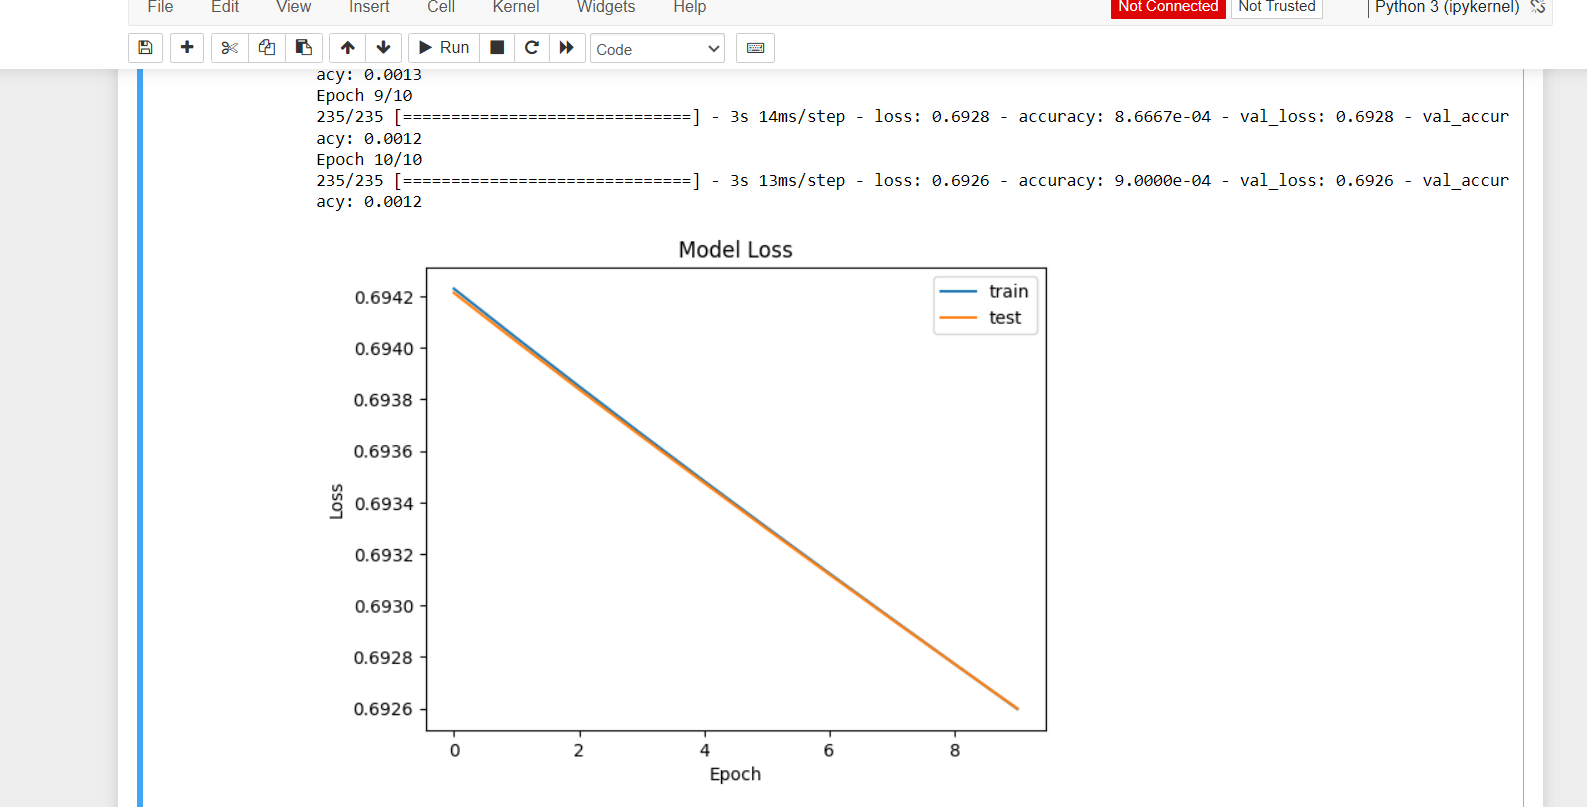 File Edit View Insert Cell Kernel Widgets Help Not Connected Not Trusted Python 3 (ipykernel)
Run Code
acy: 0.0013
Epoch 9/10
235/235 [==============================] - 3s 14ms/step - loss: 0.6928 - accuracy: 8.6667e-04 - val_loss: 0.6928 - val_accur
acy: 0.0012
Epoch 10/10
235/235 [==============================] - 3s 13ms/step - loss: 0.6926 - accuracy: 9.0000e-04 - val_loss: 0.6926 - val_accur
acy: 0.0012
Model Loss
train
test
0.6942
0.6940
0.6938
0.6936
0.6934
0.6932
0.6930
0.6928
0.6926
Loss
0 2 4 6 8
Epoch